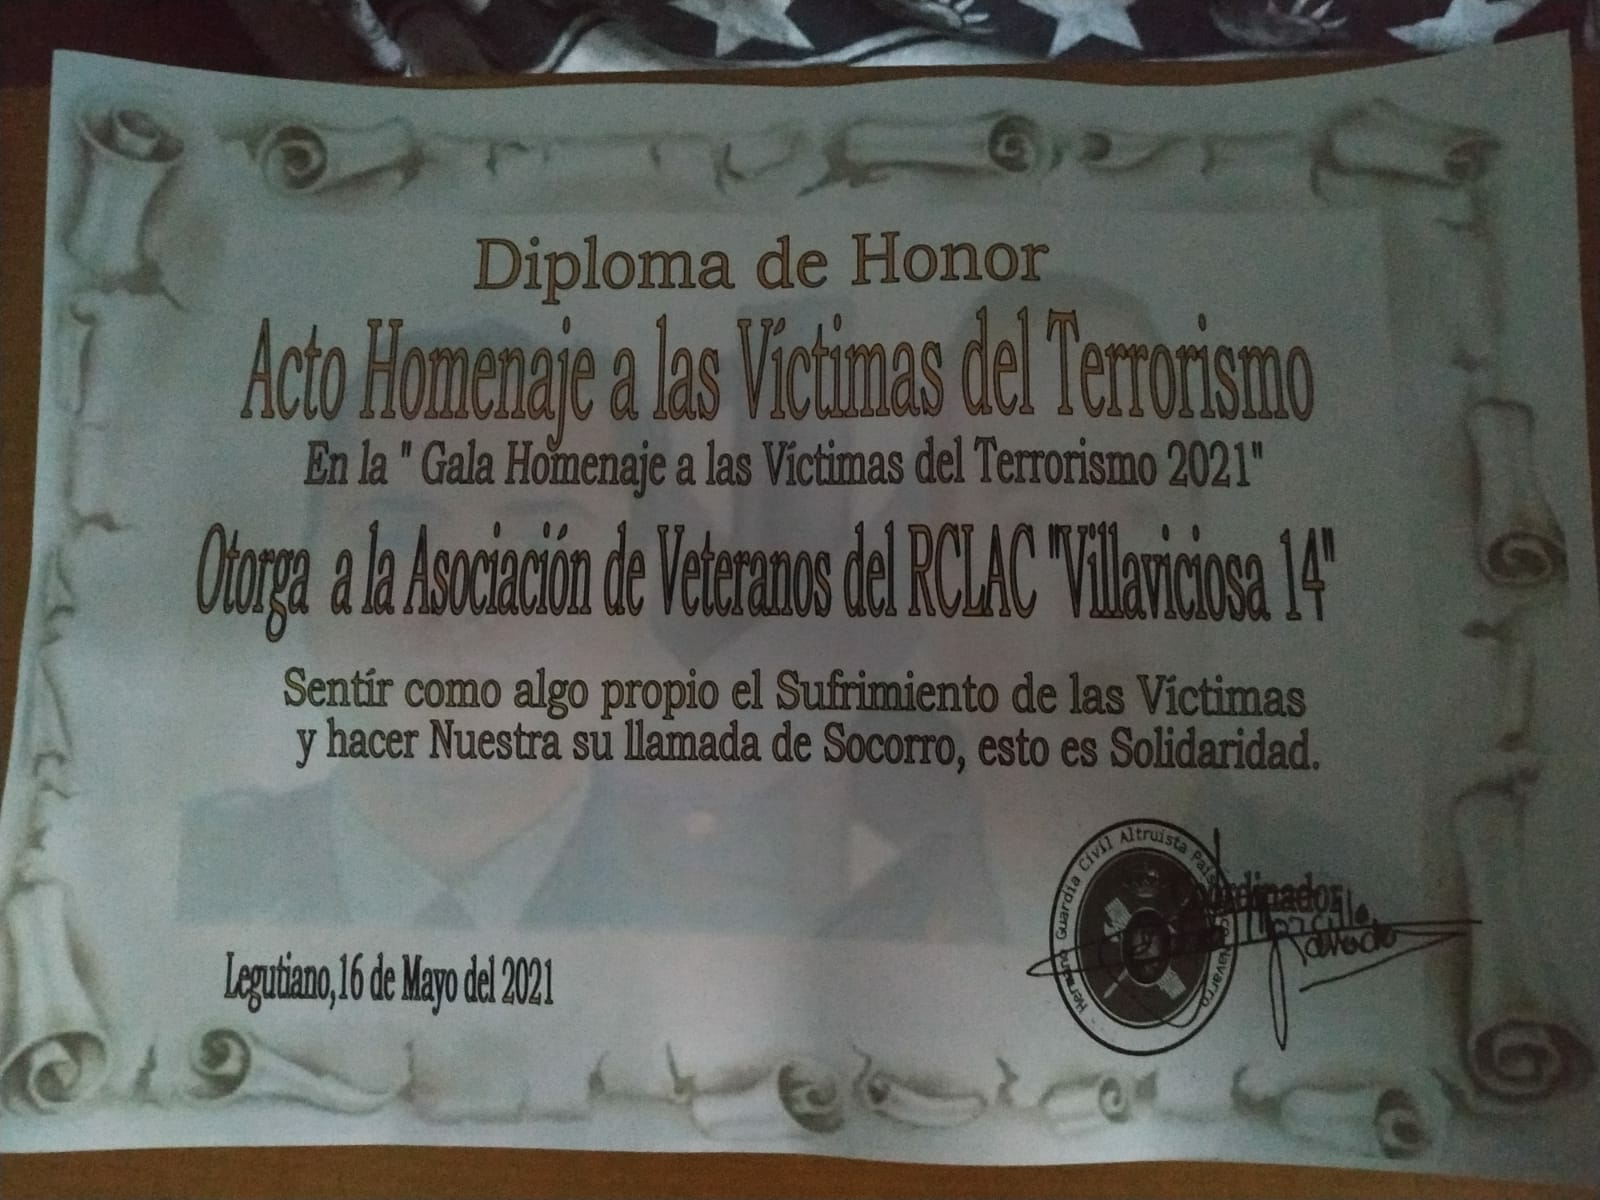 Diploma de Honor
Acto Homenaje a las Víctimas del Terrorismo
En la " Gala Homenaje a las Víctimas del Terrorismo 2021"
Otorga a la Asociación de Veteranos del RCLAC "Villaviciosa 14"
Sentír como algo propio el Sufrimiento de las Víctimas
y hacer Nuestra su llamada de Socorro, esto es Solidaridad.
Guardia Civil Altruista
Navarro
Legutiano,16 de Mayo del 2021